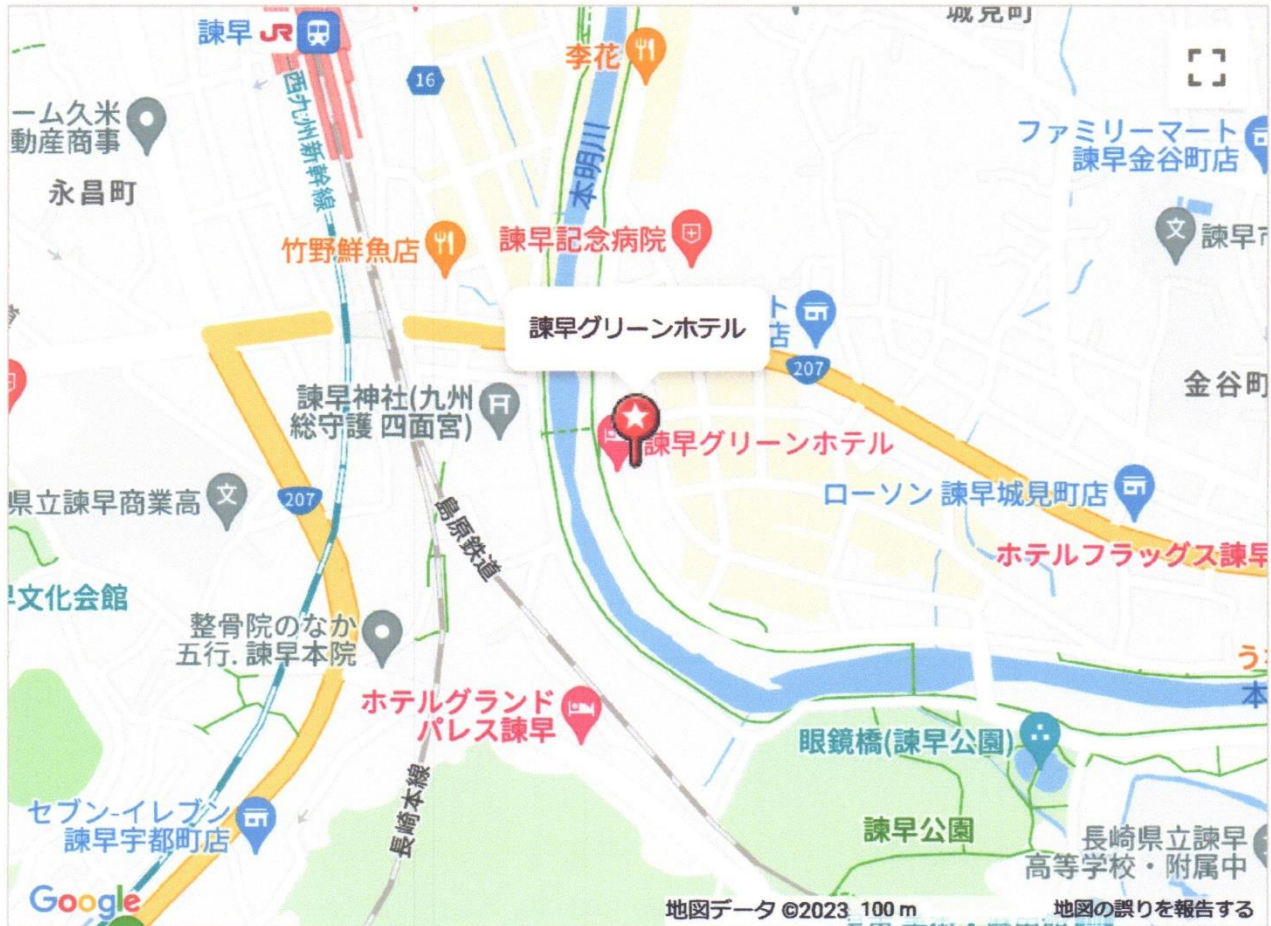 諫早 JR
城見町
李花
16
西九州新幹線
ーム久米
動産商事
本明川
ファミリーマート
諫早金谷町店
永昌町
諫早市
竹野鮮魚店
諫早記念病院
諫早グリーンホテル
ト
店
207
金谷町
諫早神社(九州
総守護 四面宮)
諫早グリーンホテル
県立諫早商業高
207
島原鉄道
ローソン 諫早城見町店
ホテルフラッグス諫早
早文化会館
整骨院のなか
五行. 諫早本院
う
本
ホテルグランド
パレス諫早
眼鏡橋(諫早公園)
長崎本線
セブン-イレブン
諫早宇都町店
諫早公園
長崎県立諫早
高等学校・附属中
Google
地図データ ©2023 100 m
地図の誤りを報告する